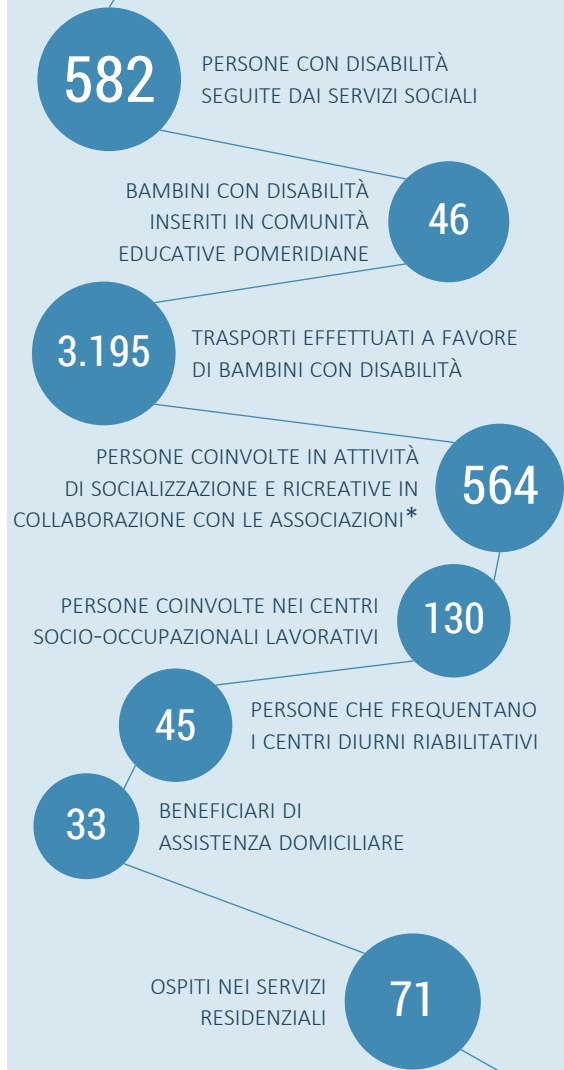 582
PERSONE CON DISABILITÀ
SEGUITE DAI SERVIZI SOCIALI
BAMBINI CON DISABILITÀ
INSERITI IN COMUNITÀ
EDUCATIVE POMERIDIANE
46
3.195
TRASPORTI EFFETTUATI A FAVORE
DI BAMBINI CON DISABILITÀ
PERSONE COINVOLTE IN ATTIVITÀ
DI SOCIALIZZAZIONE E RICREATIVE IN
COLLABORAZIONE CON LE ASSOCIAZIONI*
564
PERSONE COINVOLTE NEI CENTRI
SOCIO-OCCUPAZIONALI LAVORATIVI
130
45
PERSONE CHE FREQUENTANO
I CENTRI DIURNI RIABILITATIVI
33
BENEFICIARI DI
ASSISTENZA DOMICILIARE
OSPITI NEI SERVIZI
RESIDENZIALI
71